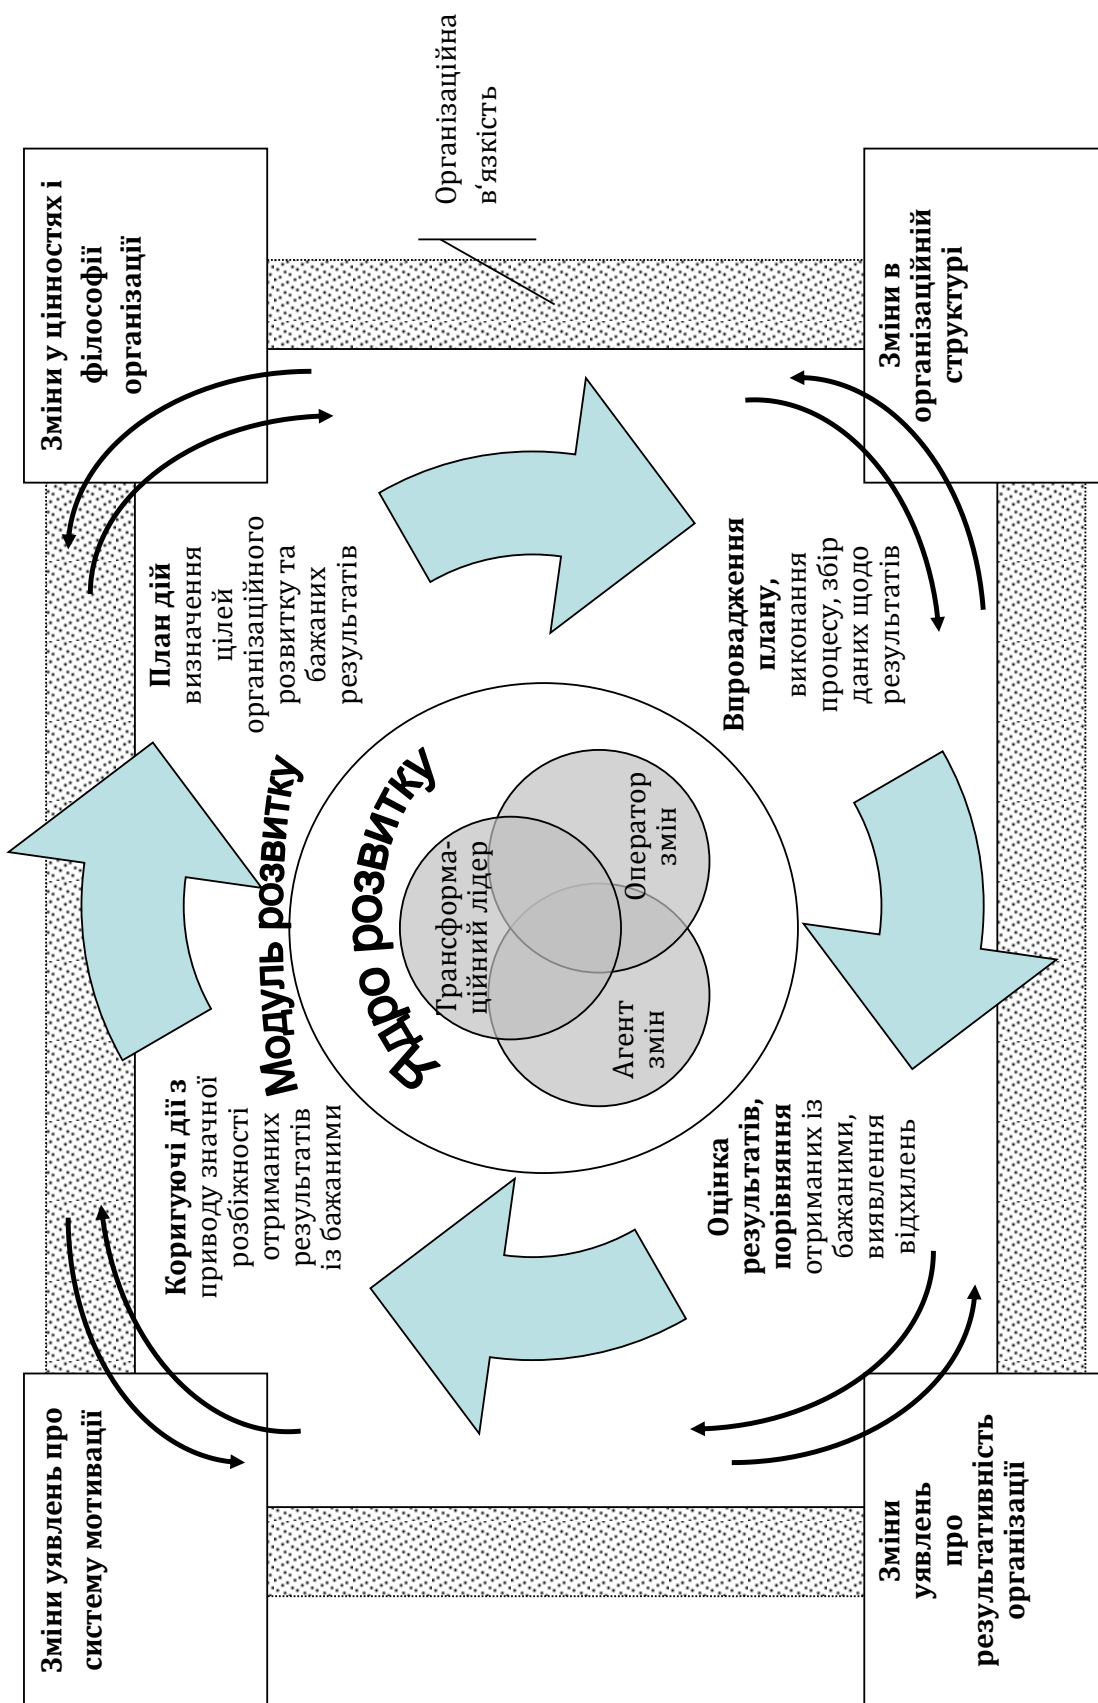 Зміни уявлень про
систему мотивації
Зміни у цінностях і
філософії
організації
Коригуючі дії з
приводу значної
розбіжності
отриманих
результатів
із бажаними
План дій
визначення
цілей
організаційного
розвитку та
бажаних
результатів
Модуль розвитку
Ядро розвитку
Трансформа-
ційний лідер
Агент
змін
Оператор
змін
Організаційна
в‘язкість
Оцінка
результатів,
порівняння
отриманих із
бажаними,
виявлення
відхилень
Впровадження
плану,
виконання
процесу, збір
даних щодо
результатів
Зміни
уявлень
про
результативність
організації
Зміни в
організаційній
структурі